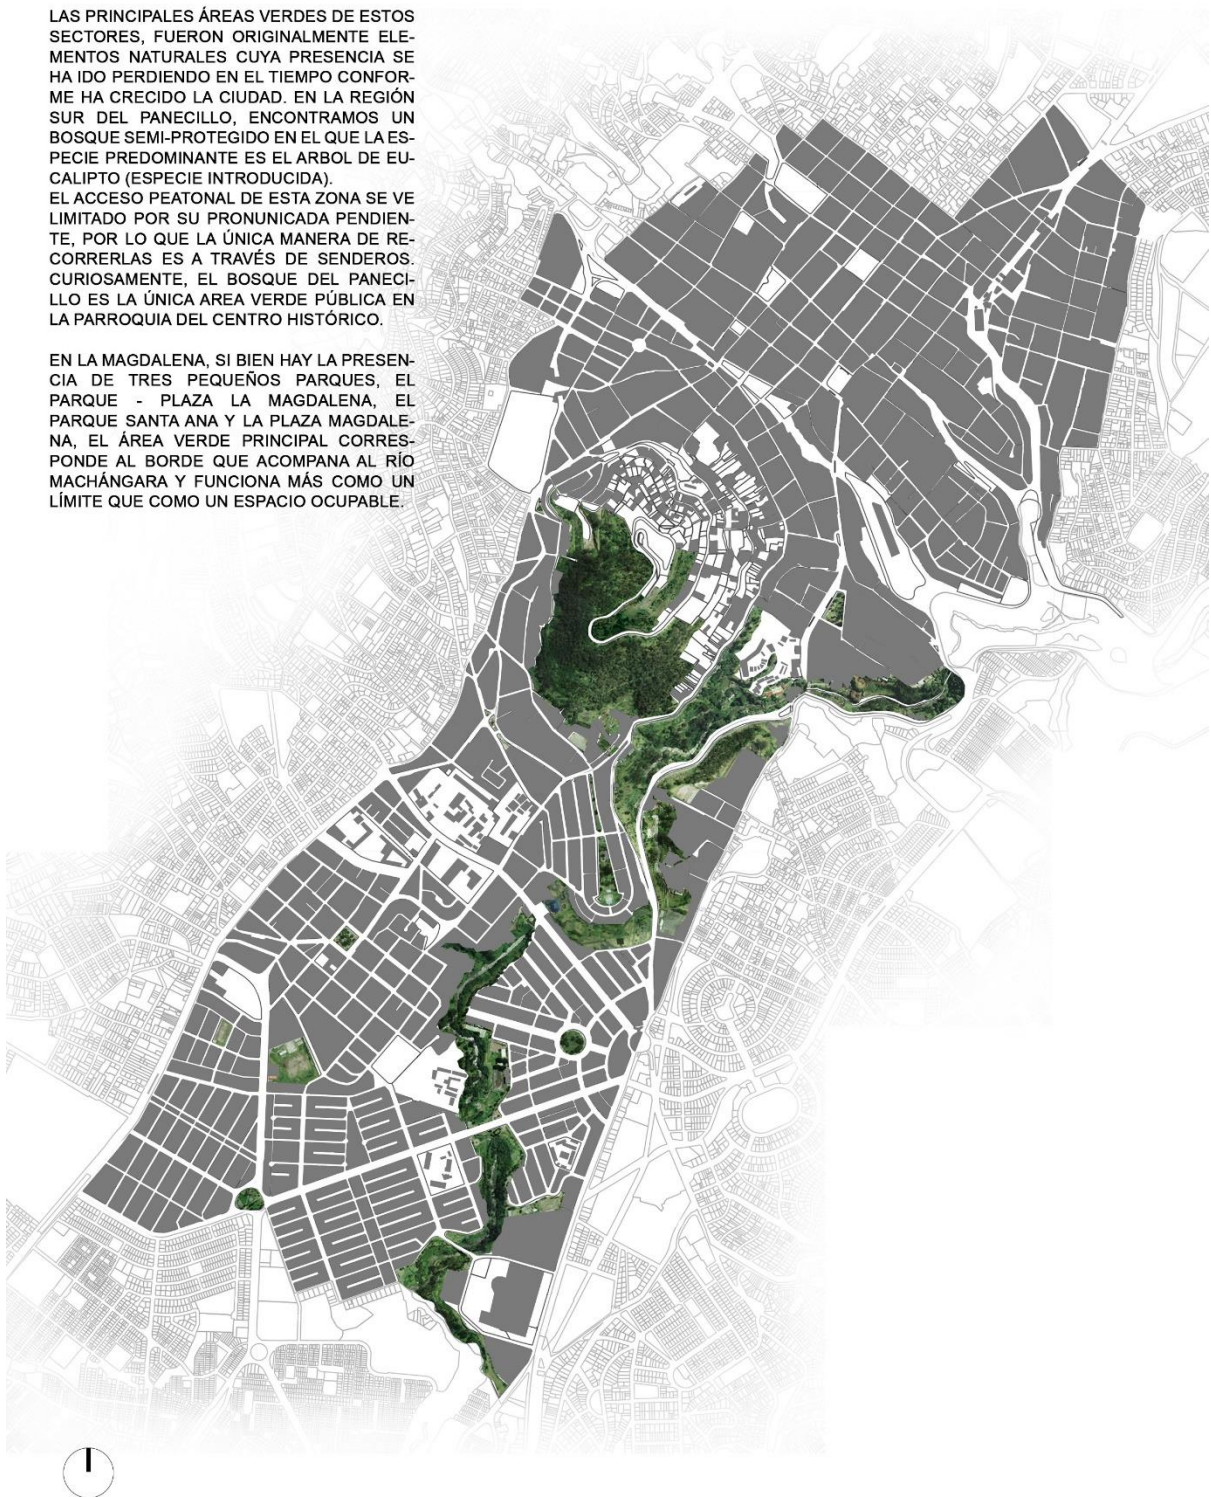 LAS PRINCIPALES ÁREAS VERDES DE ESTOS
SECTORES, FUERON ORIGINALMENTE ELE-
MENTOS NATURALES CUYA PRESENCIA SE
HA IDO PERDIENDO EN EL TIEMPO CONFOR-
ME HA CRECIDO LA CIUDAD. EN LA REGIÓN
SUR DEL PANECILLO, ENCONTRAMOS UN
BOSQUE SEMI-PROTEGIDO EN EL QUE LA ES-
PECIE PREDOMINANTE ES EL ARBOL DE EU-
CALIPTO (ESPECIE INTRODUCIDA).
EL ACCESO PEATONAL DE ESTA ZONA SE VE
LIMITADO POR SU PRONUNICADA PENDIEN-
TE, POR LO QUE LA ÚNICA MANERA DE RE-
CORRERLAS ES A TRAVÉS DE SENDEROS.
CURIOSAMENTE, EL BOSQUE DEL PANECI-
LLO ES LA ÚNICA AREA VERDE PÚBLICA EN
LA PARROQUIA DEL CENTRO HISTÓRICO.
EN LA MAGDALENA, SI BIEN HAY LA PRESEN-
CIA DE TRES PEQUEÑOS PARQUES, EL
PARQUE - PLAZA LA MAGDALENA, EL
PARQUE SANTA ANA Y LA PLAZA MAGDALE-
NA, EL ÁREA VERDE PRINCIPAL CORRES-
PONDE AL BORDE QUE ACOMPANA AL RÍO
MACHÁNGARA Y FUNCIONA MÁS COMO UN
LÍMITE QUE COMO UN ESPACIO OCUPABLE.